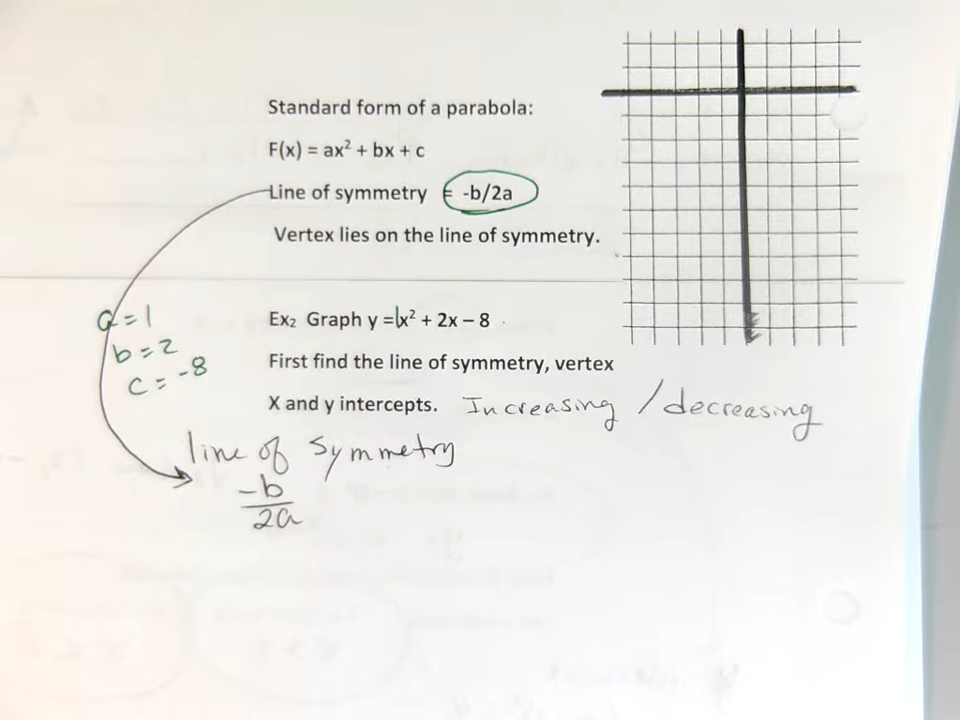 Standard form of a parabola:
F(x) = ax² + bx + c
Line of symmetry = -b/2a
Vertex lies on the line of symmetry.
a = 1
b = 2
c = -8
Ex2 Graph y = 1x² + 2x – 8
First find the line of symmetry, vertex
X and y intercepts. Increasing / decreasing
line of symmetry
-b
2a